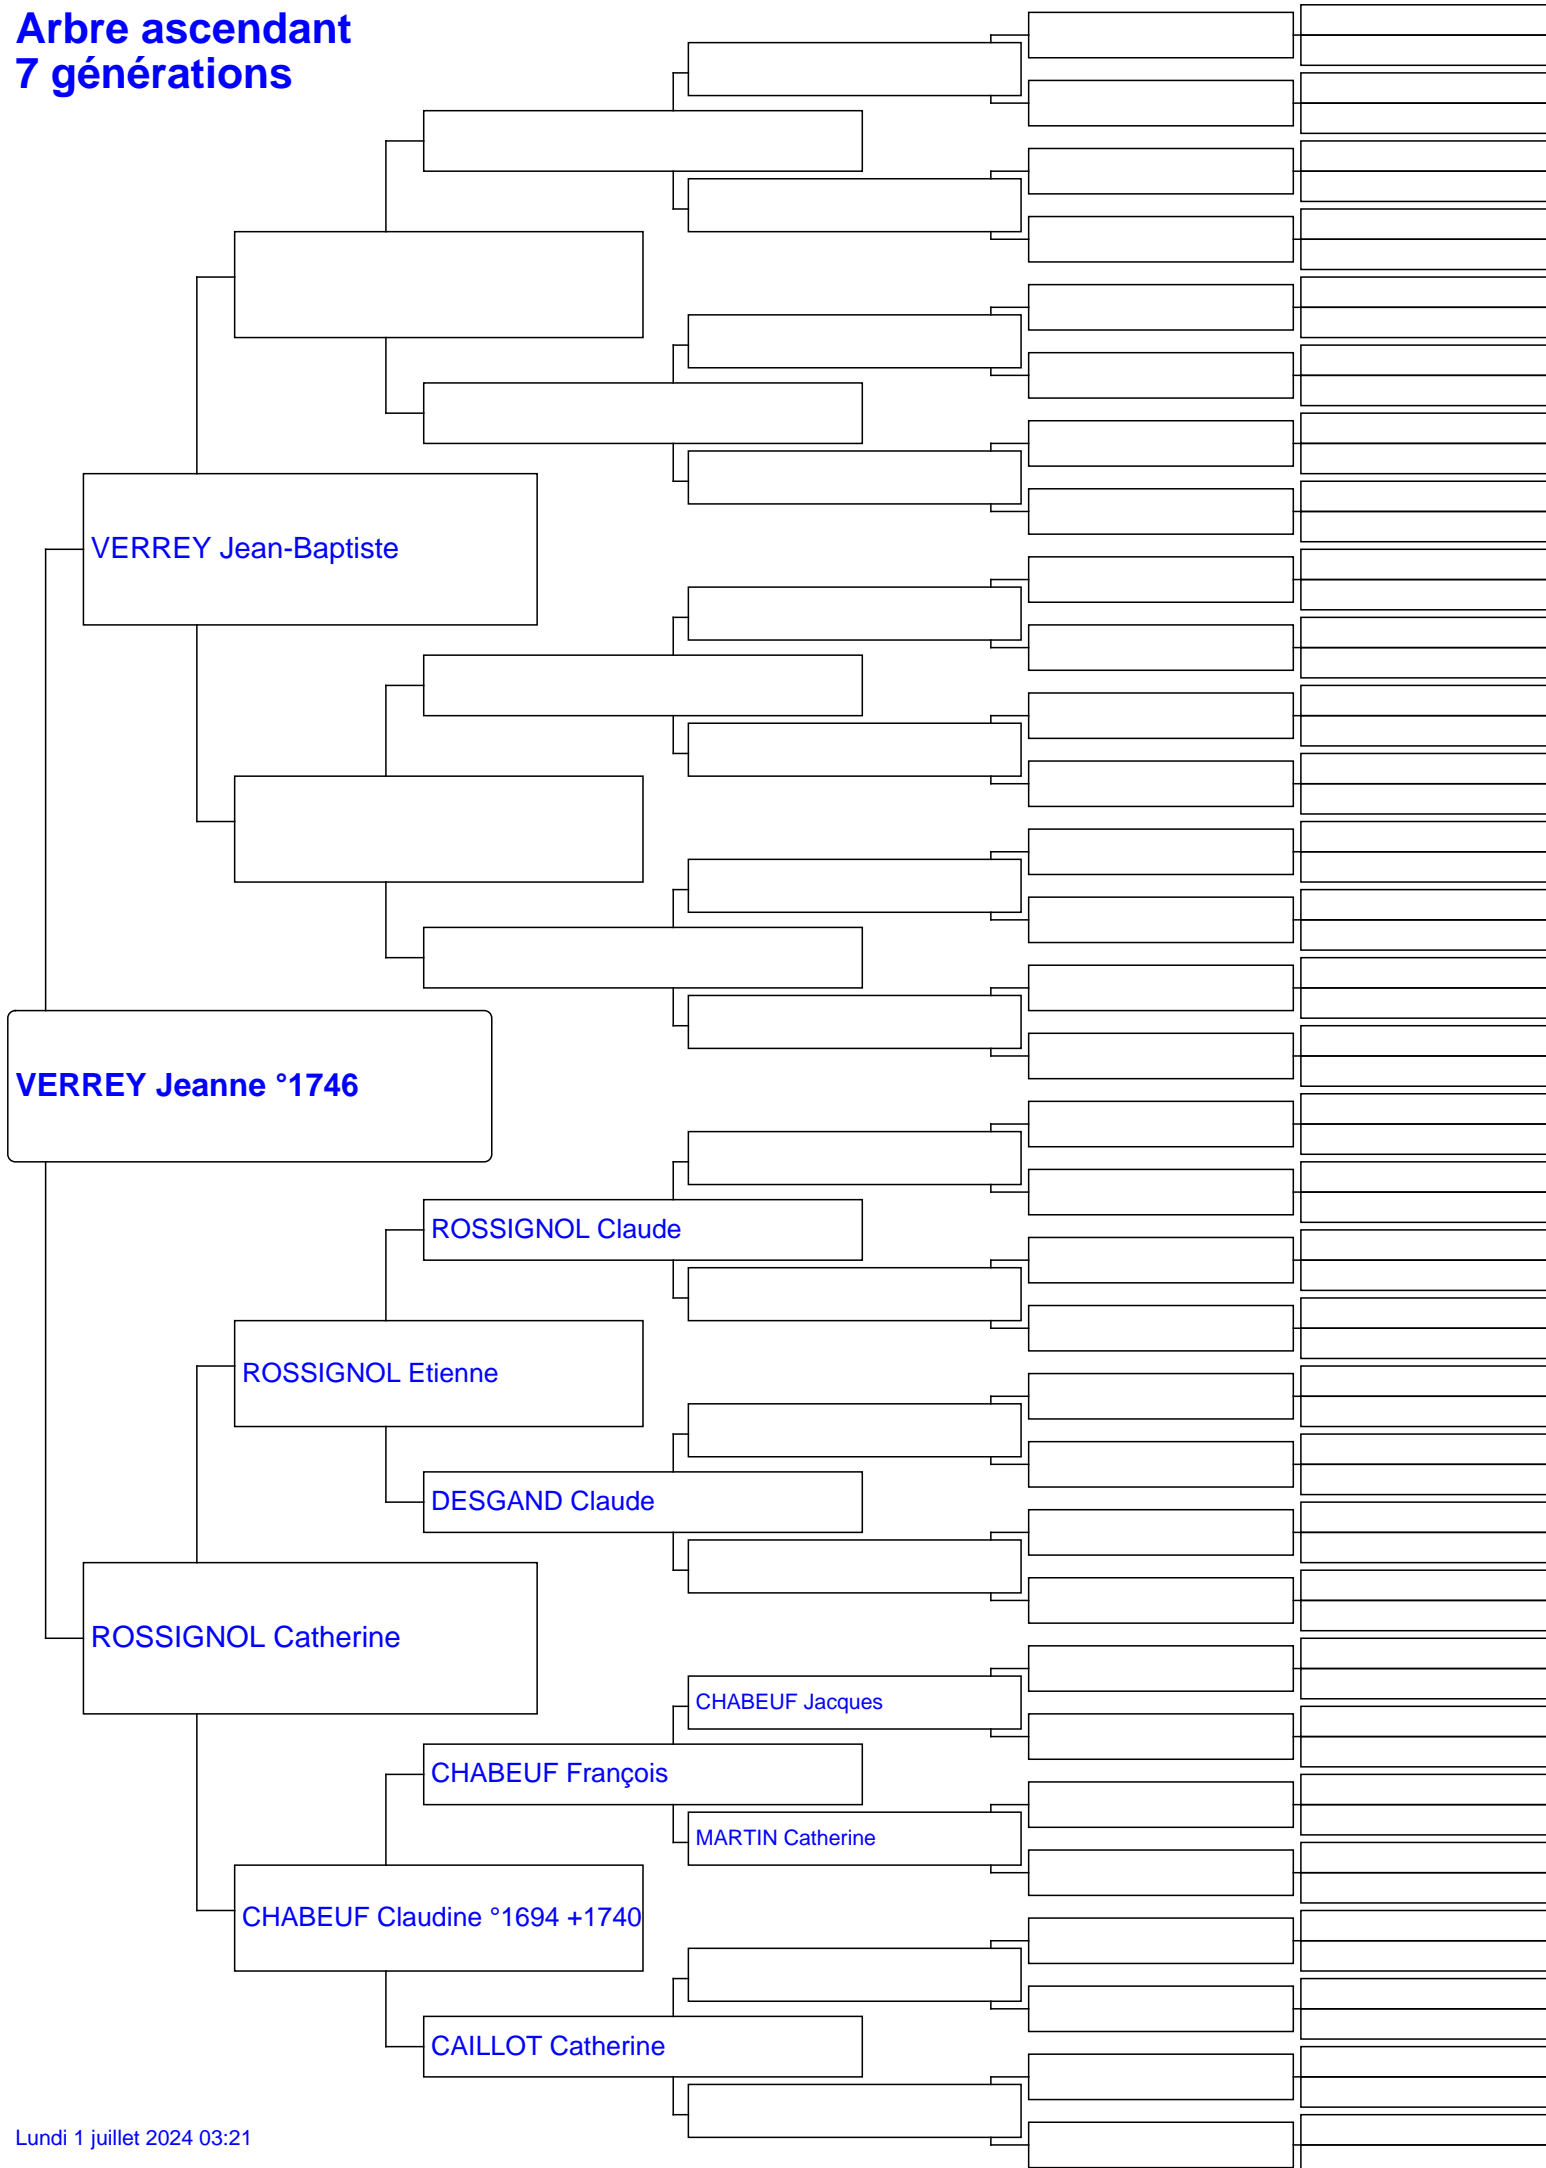 Arbre ascendant
7 générations
VERREY Jean-Baptiste
VERREY Jeanne °1746
ROSSIGNOL Claude
ROSSIGNOL Etienne
DESGAND Claude
ROSSIGNOL Catherine
CHABEUF Jacques
CHABEUF François
MARTIN Catherine
CHABEUF Claudine °1694 +1740
CAILLOT Catherine
Lundi 1 juillet 2024 03:21